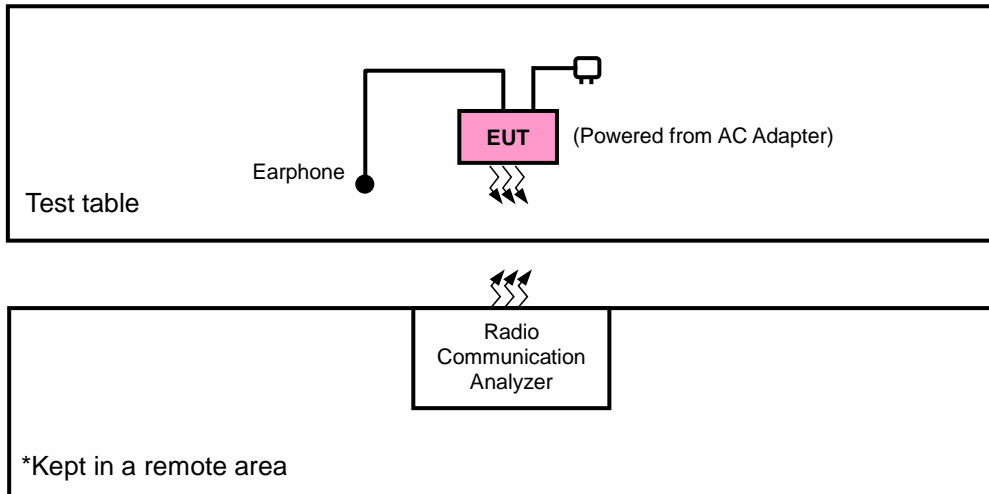 EUT
(Powered from AC Adapter)
Earphone
Test table
Radio
Communication
Analyzer
*Kept in a remote area